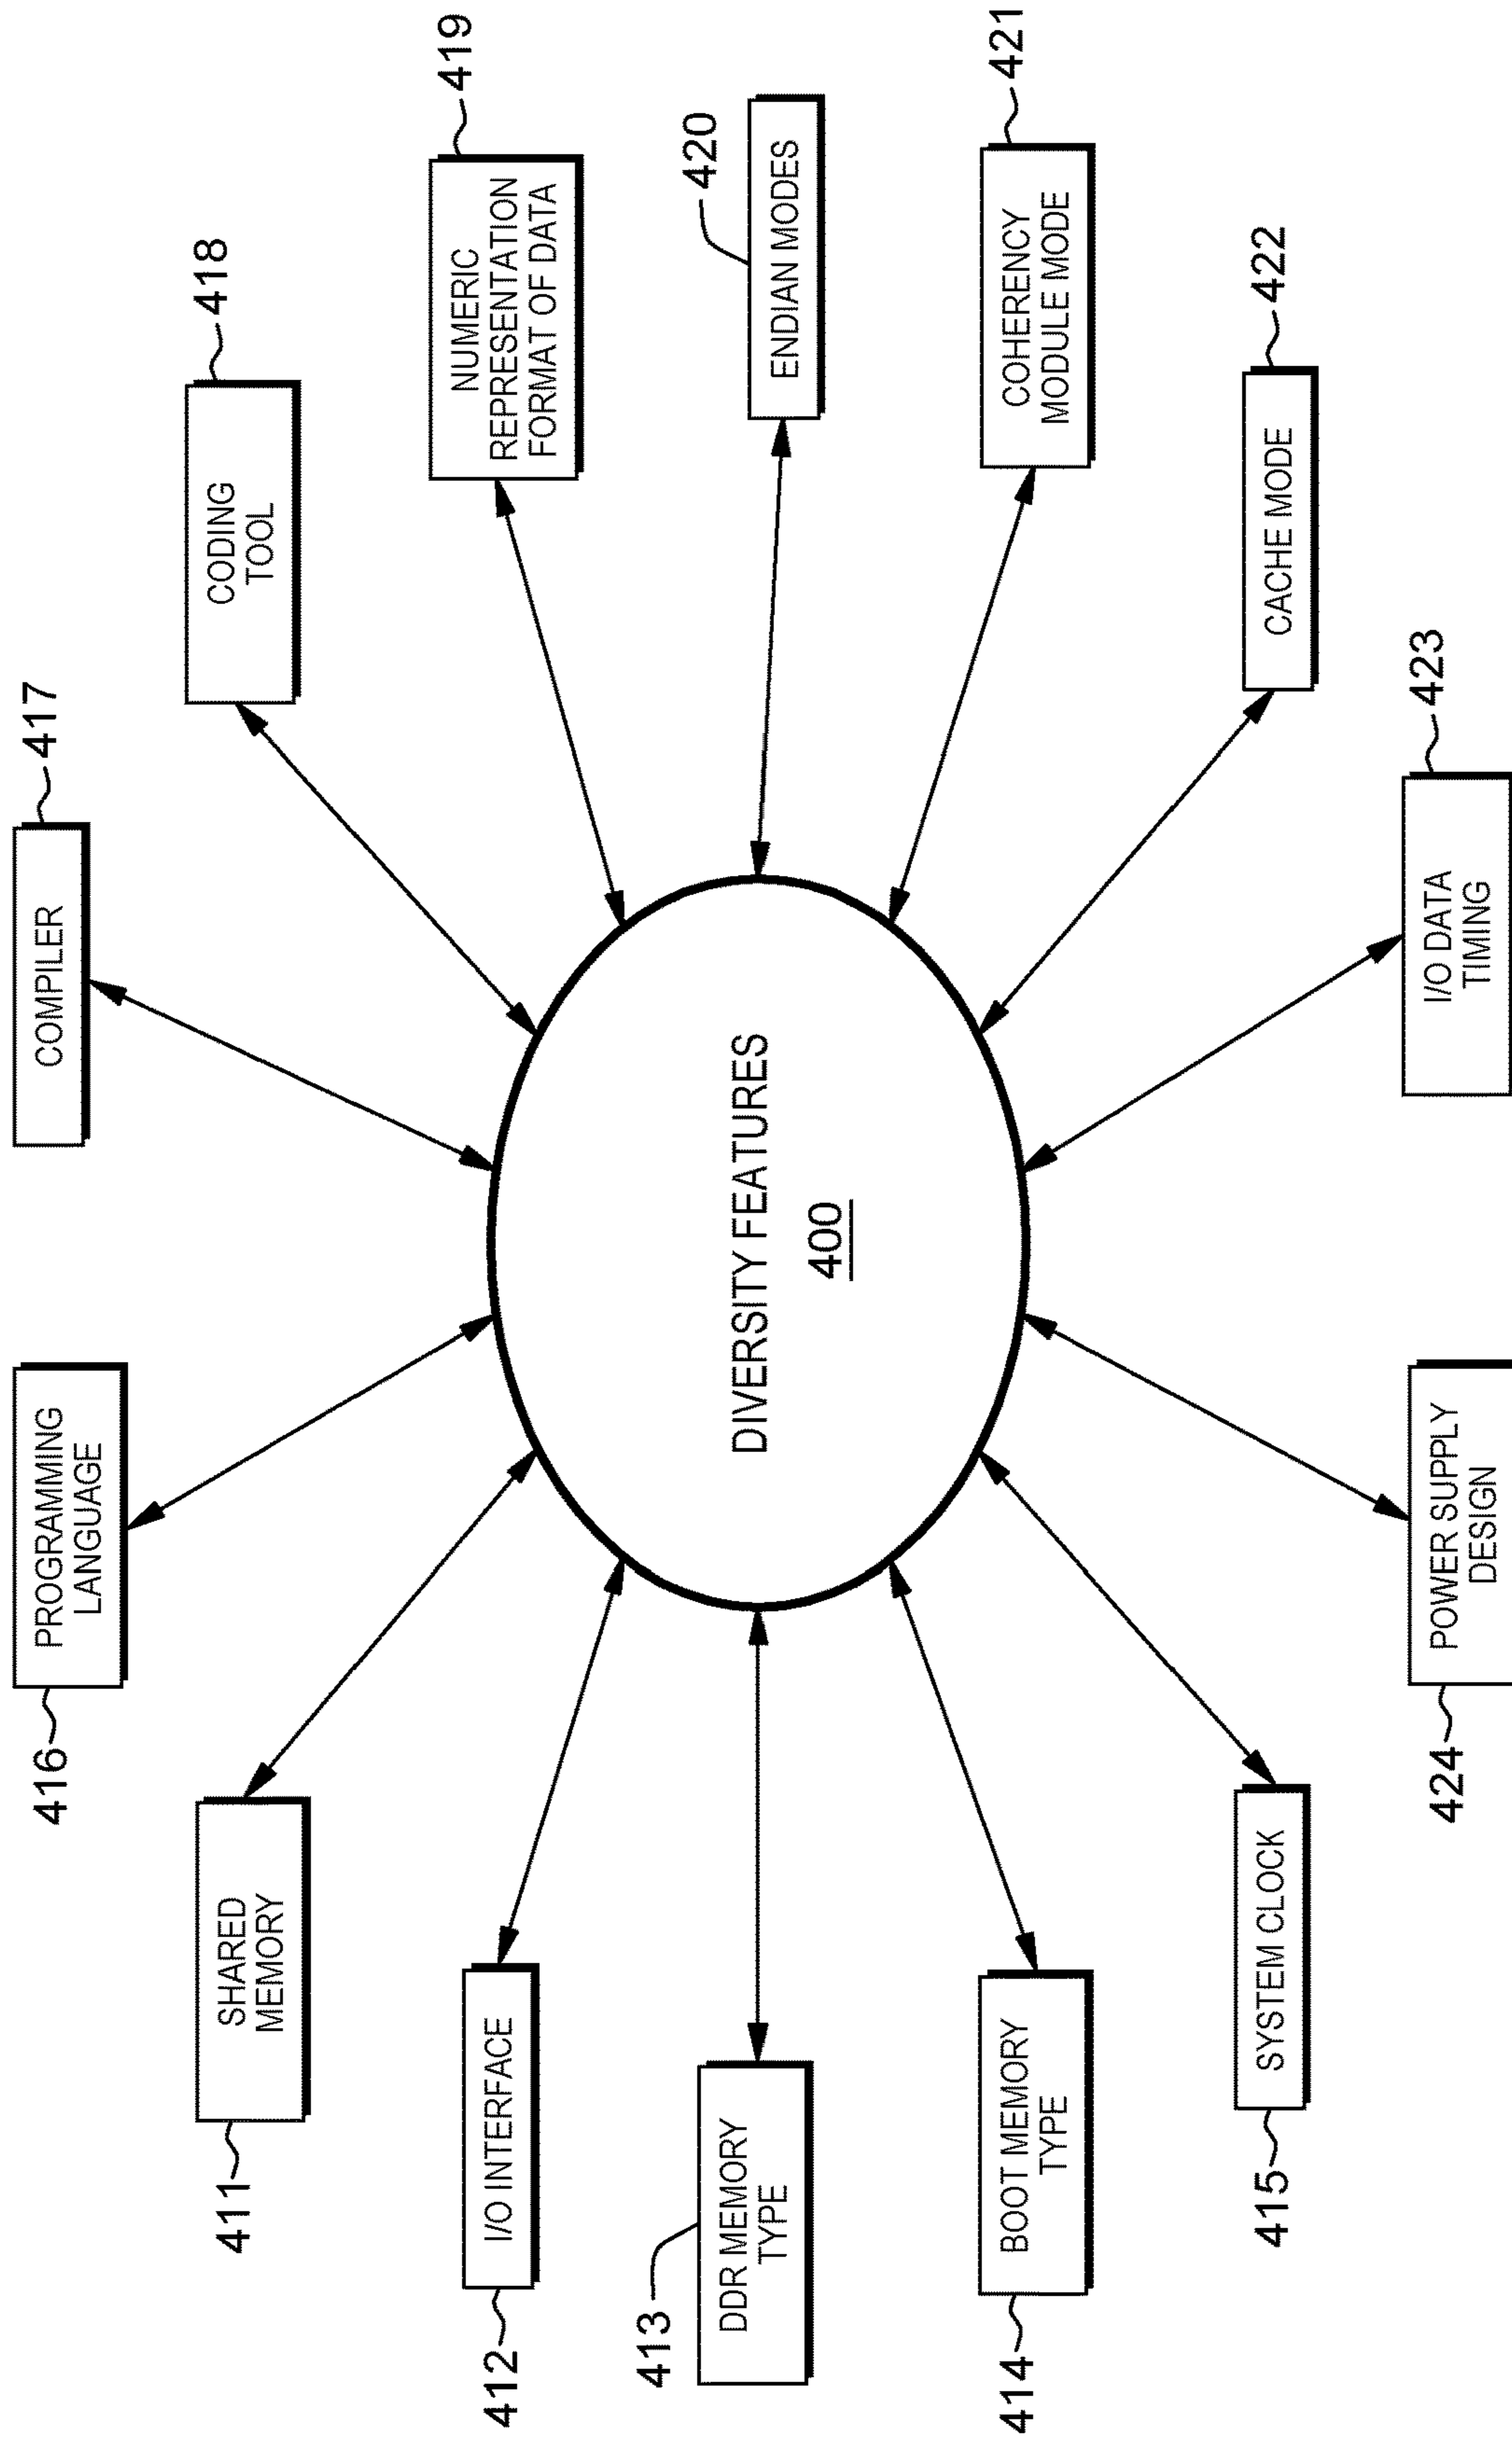 416
PROGRAMMING
LANGUAGE
COMPILER
417
411
SHARED
MEMORY
CODING
TOOL
418
412
I/O INTERFACE
NUMERIC
REPRESENTATION
FORMAT OF DATA
419
413
DDR MEMORY
TYPE
DIVERSITY FEATURES
400
ENDIAN MODES
420
414
BOOT MEMORY
TYPE
COHERENCY
MODULE MODE
421
415
SYSTEM CLOCK
CACHE MODE
422
424
POWER SUPPLY
DESIGN
I/O DATA
TIMING
423